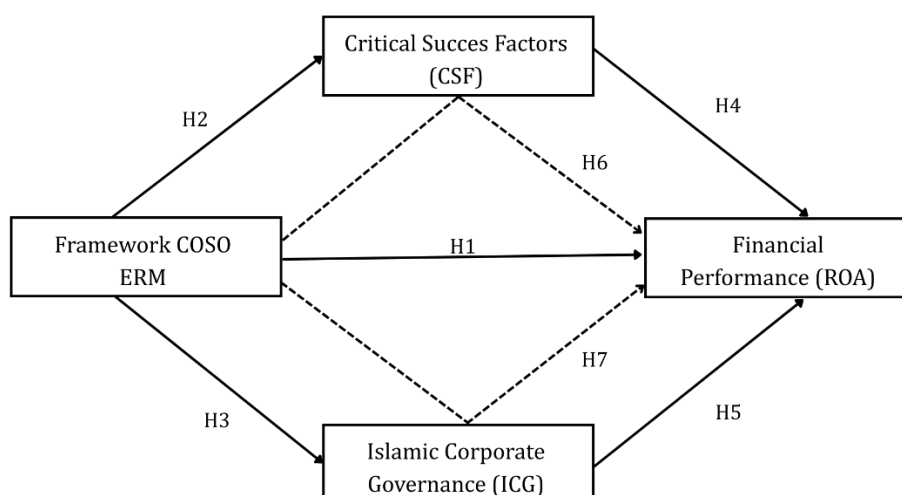 Critical Succes Factors
(CSF)
H2
H4
H6
Framework COSO
ERM
H1
Financial
Performance (ROA)
H7
H3
H5
Islamic Corporate
Governance (ICG)